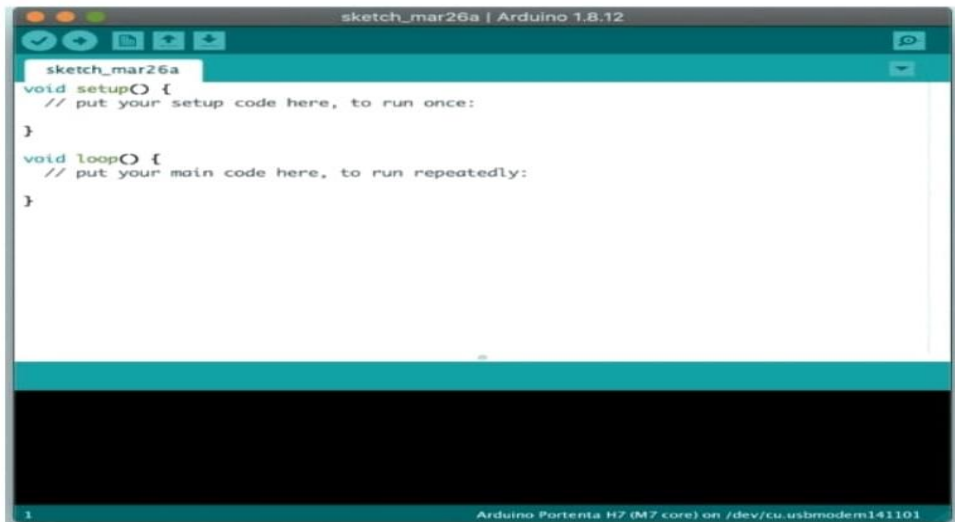 sketch_mar26a | Arduino 1.8.12
sketch_mar26a
void setup() {
  // put your setup code here, to run once:
}
void loop() {
  // put your main code here, to run repeatedly:
}
1
Arduino Portenta H7 (M7 core) on /dev/cu.usbmodem141101